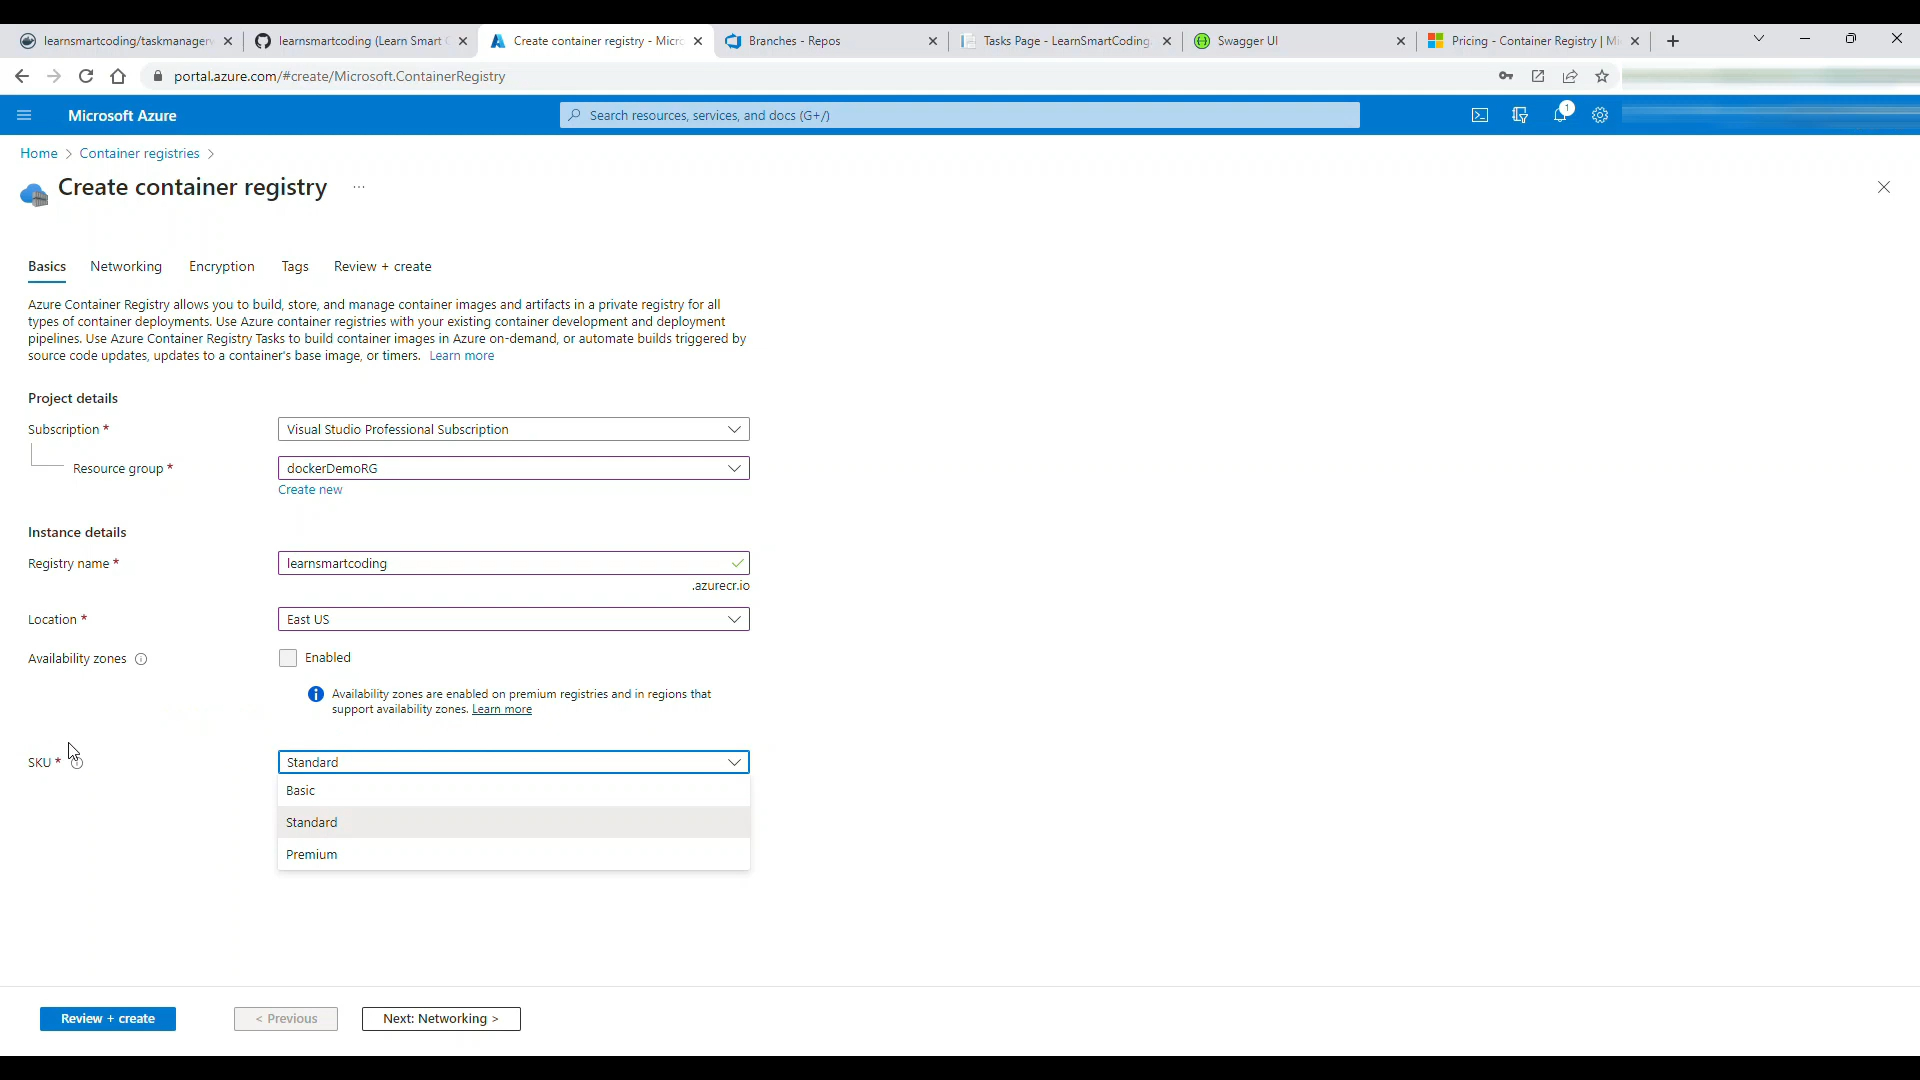 learnsmartcoding/taskmanagerv
learnsmartcoding (Learn Smart C
Create container registry - Micro
Branches - Repos
Tasks Page - LearnSmartCoding.
Swagger UI
Pricing - Container Registry | Mi
portal.azure.com/#create/Microsoft.ContainerRegistry
Microsoft Azure
Search resources, services, and docs (G+/)
1
Home > Container registries >
Create container registry ...
Basics Networking Encryption Tags Review + create
Azure Container Registry allows you to build, store, and manage container images and artifacts in a private registry for all
types of container deployments. Use Azure container registries with your existing container development and deployment
pipelines. Use Azure Container Registry Tasks to build container images in Azure on-demand, or automate builds triggered by
source code updates, updates to a container's base image, or timers. Learn more
Project details
Subscription * Visual Studio Professional Subscription
Resource group * dockerDemoRG
Create new
Instance details
Registry name * learnsmartcoding
.azurecr.io
Location * East US
Availability zones Enabled
Availability zones are enabled on premium registries and in regions that
support availability zones. Learn more
SKU * Standard
Basic
Standard
Premium
Review + create < Previous Next: Networking >